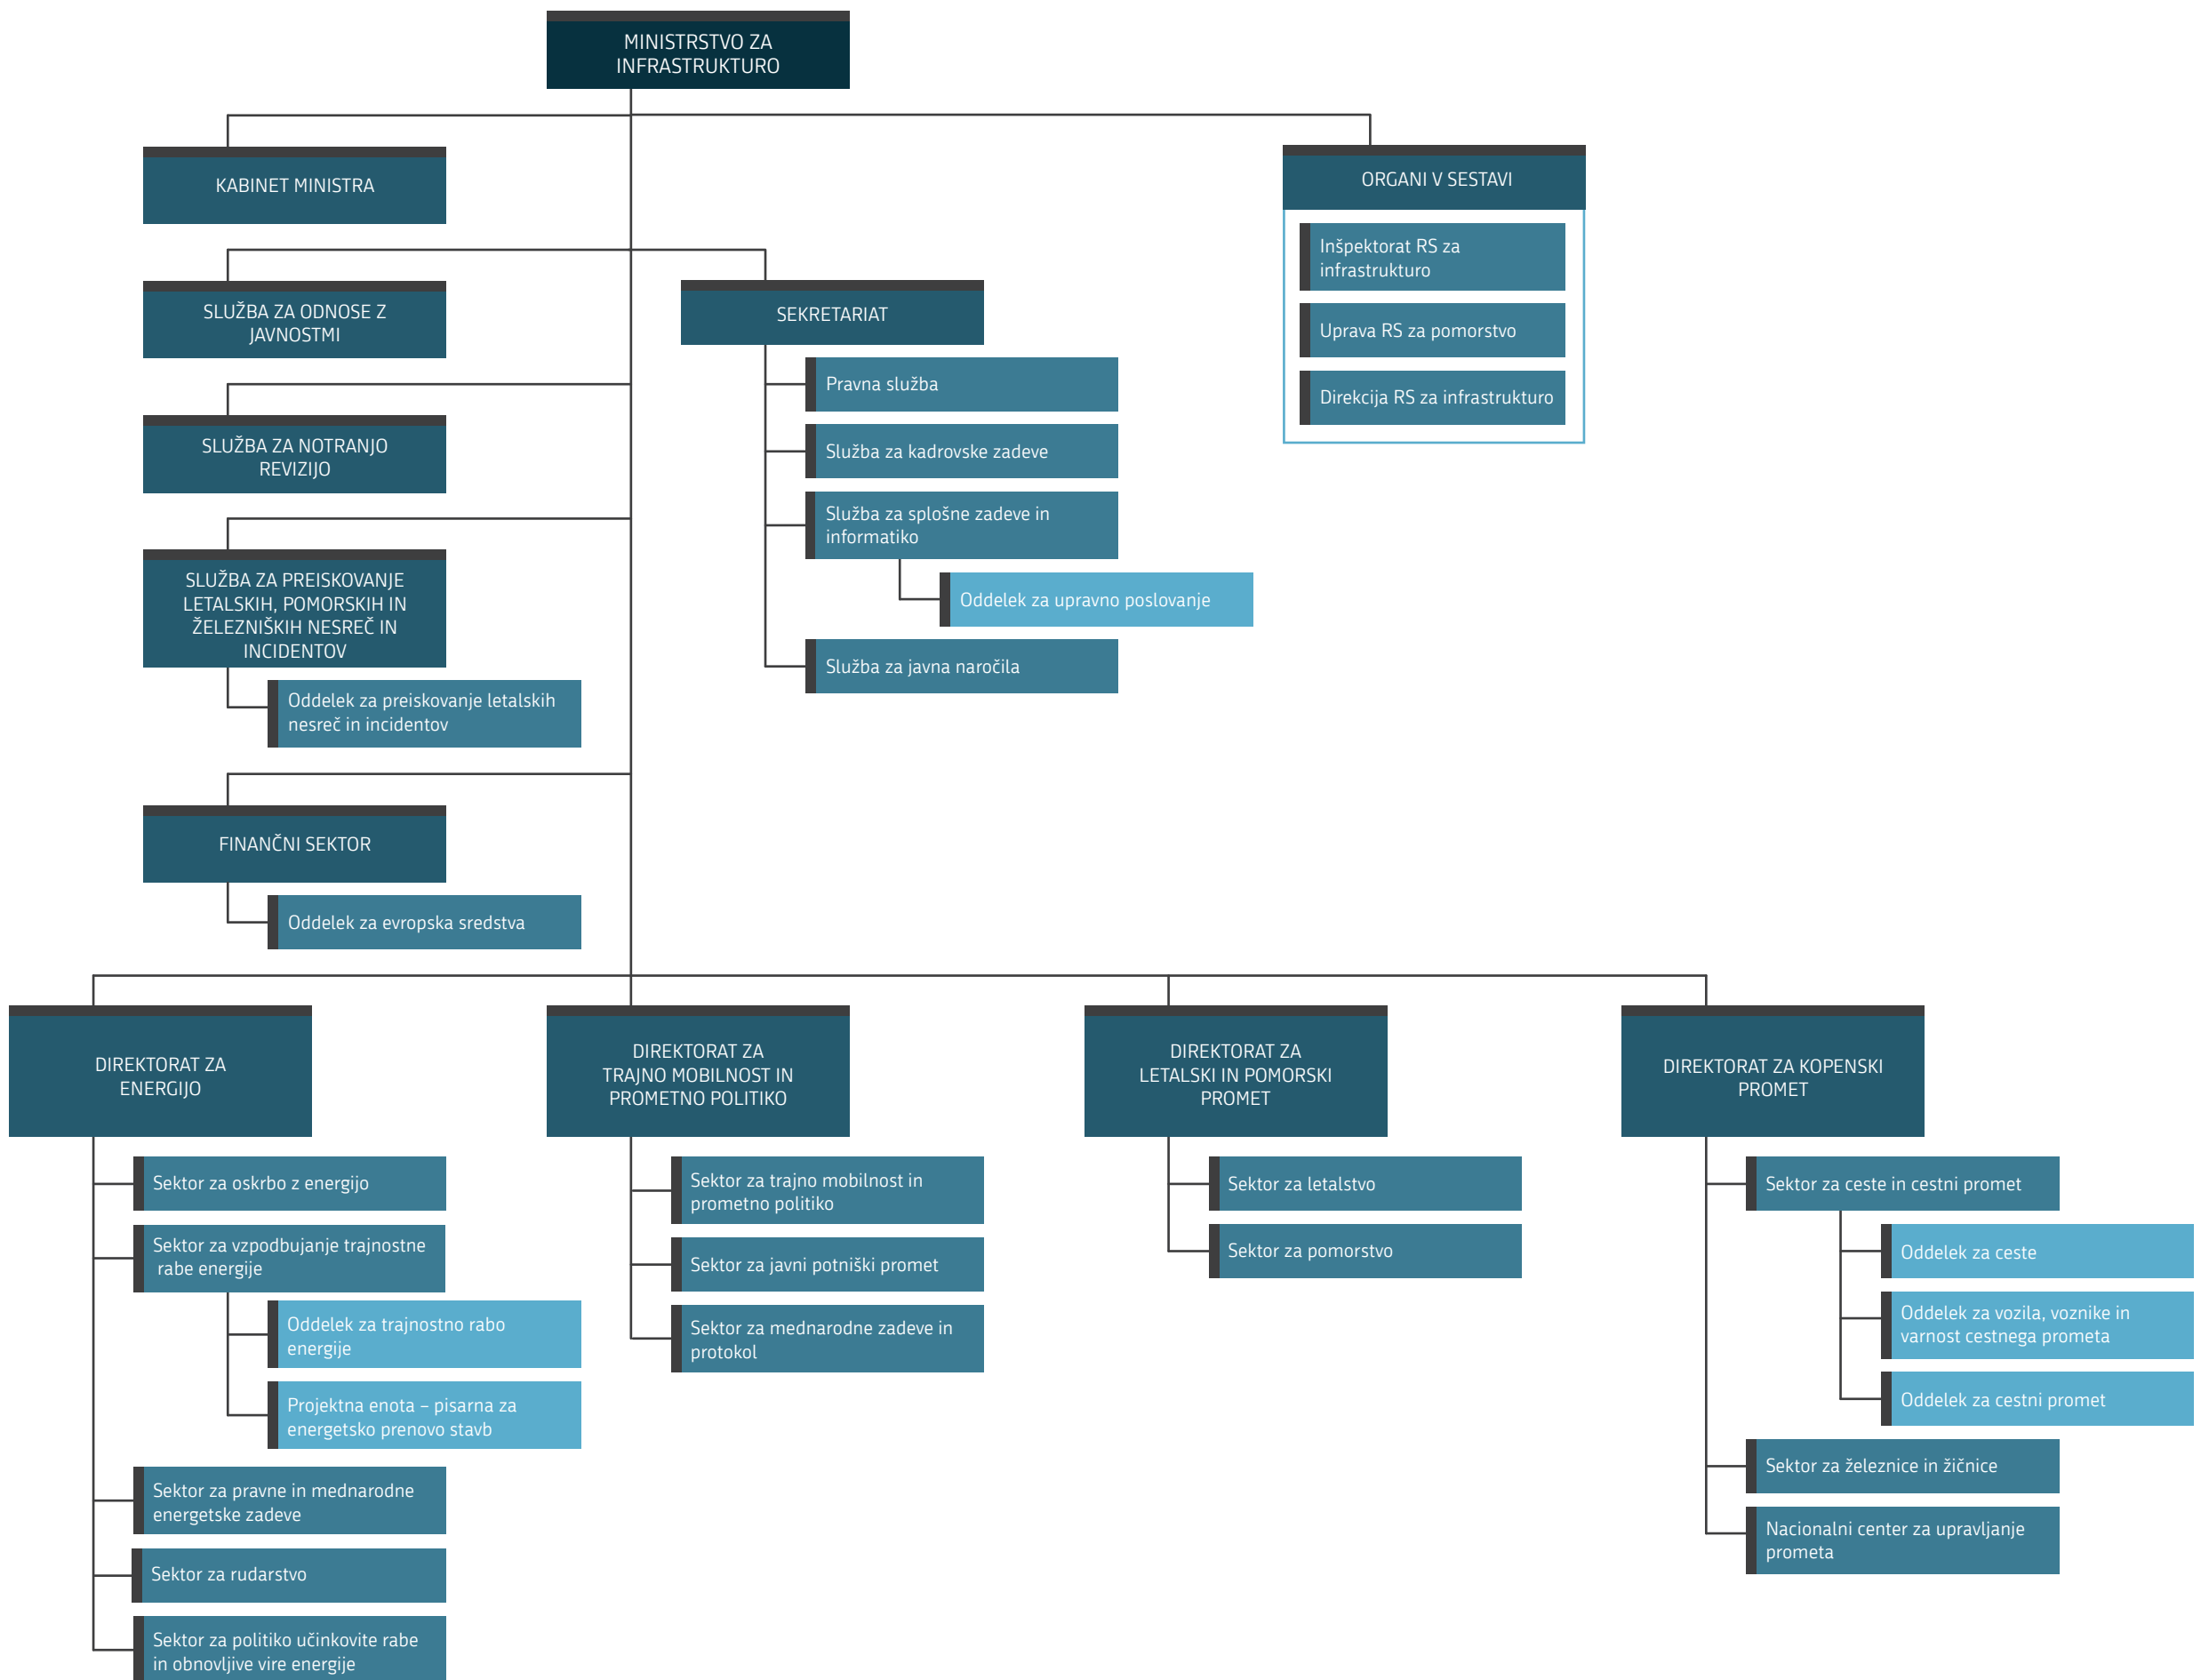 MINISTRSTVO ZA
INFRASTRUKTURO
KABINET MINISTRA
ORGANI V SESTAVI
Inšpektorat RS za
infrastrukturo
Uprava RS za pomorstvo
Direkcija RS za infrastrukturo
SLUŽBA ZA ODNOSE Z
JAVNOSTMI
SEKRETARIAT
Pravna služba
Služba za kadrovske zadeve
Služba za splošne zadeve in
informatiko
Oddelek za upravno poslovanje
Služba za javna naročila
SLUŽBA ZA NOTRANJO
REVIZIJO
SLUŽBA ZA PREISKOVANJE
LETALSKIH, POMORSKIH IN
ŽELEZNIŠKIH NESREČ IN
INCIDENTOV
Oddelek za preiskovanje letalskih
nesreč in incidentov
FINANČNI SEKTOR
Oddelek za evropska sredstva
DIREKTORAT ZA
ENERGIJO
Sektor za oskrbo z energijo
Sektor za vzpodbujanje trajnostne
rabe energije
Oddelek za trajnostno rabo
energije
Projektna enota – pisarna za
energetsko prenovo stavb
Sektor za pravne in mednarodne
energetske zadeve
Sektor za rudarstvo
Sektor za politiko učinkovite rabe
in obnovljive vire energije
DIREKTORAT ZA
TRAJNO MOBILNOST IN
PROMETNO POLITIKO
Sektor za trajno mobilnost in
prometno politiko
Sektor za javni potniški promet
Sektor za mednarodne zadeve in
protokol
DIREKTORAT ZA
LETALSKI IN POMORSKI
PROMET
Sektor za letalstvo
Sektor za pomorstvo
DIREKTORAT ZA KOPENSKI
PROMET
Sektor za ceste in cestni promet
Oddelek za ceste
Oddelek za vozila, voznike in
varnost cestnega prometa
Oddelek za cestni promet
Sektor za železnice in žičnice
Nacionalni center za upravljanje
prometa